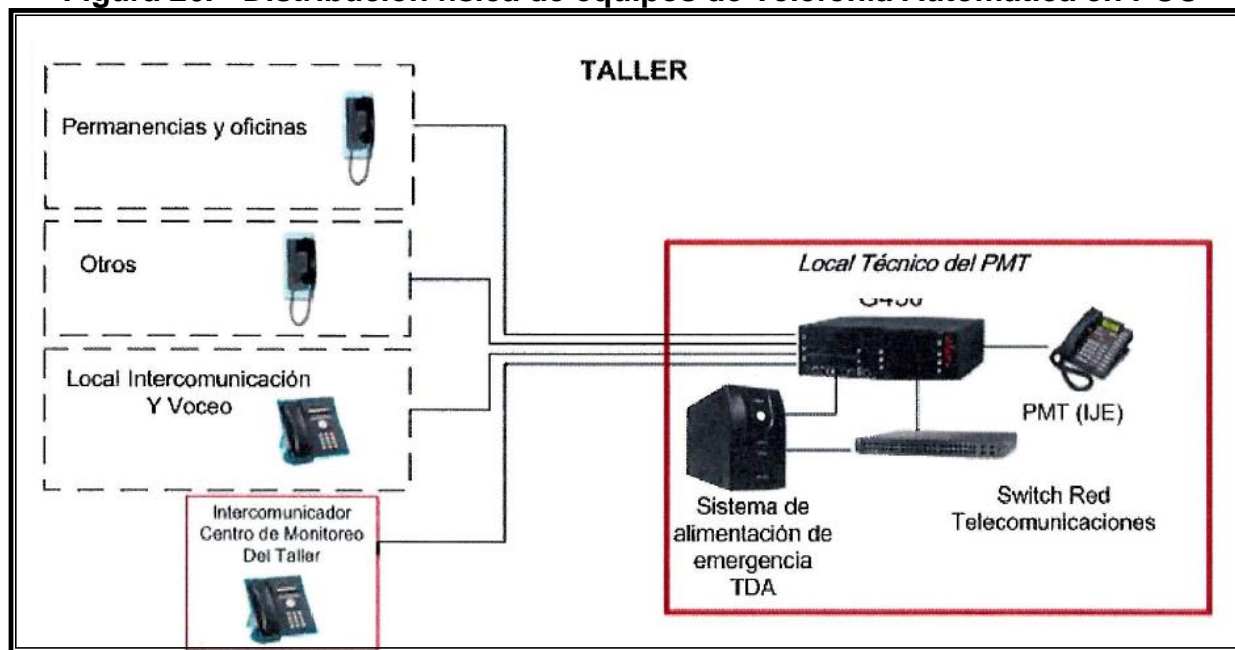 TALLER
Permanencias y oficinas
Otros
Local Intercomunicación
Y Voceo
Intercomunicador
Centro de Monitoreo
Del Taller
Local Técnico del PMT
PMT (IJE)
Sistema de
alimentación de
emergencia
TDA
Switch Red
Telecomunicaciones